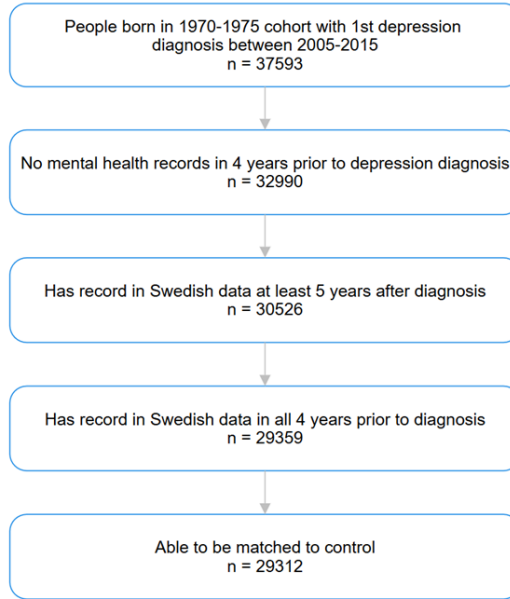 People born in 1970-1975 cohort with 1st depression
diagnosis between 2005-2015
n = 37593
No mental health records in 4 years prior to depression diagnosis
n = 32990
Has record in Swedish data at least 5 years after diagnosis
n = 30526
Has record in Swedish data in all 4 years prior to diagnosis
n = 29359
Able to be matched to control
n = 29312